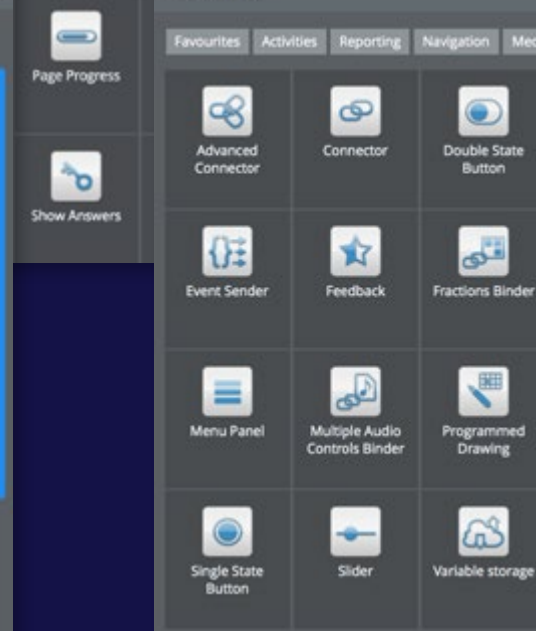 Page Progress
Show Answers
Favourites Activities Reporting Navigation
Advanced
Connector
Connector
Double State
Button
Event Sender
Feedback
Fractions Binder
Menu Panel
Multiple Audio
Controls Binder
Programmed
Drawing
Single State
Button
Slider
Variable storage